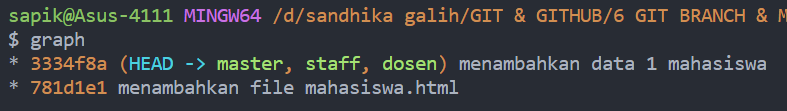 sapik@Asus-4111 MINGW64 /d/sandhika galih/GIT & GITHUB/6 GIT BRANCH &
$ graph
* 3334f8a (HEAD -> master, staff, dosen) menambahkan data 1 mahasiswa
* 781d1e1 menambahkan file mahasiswa.html